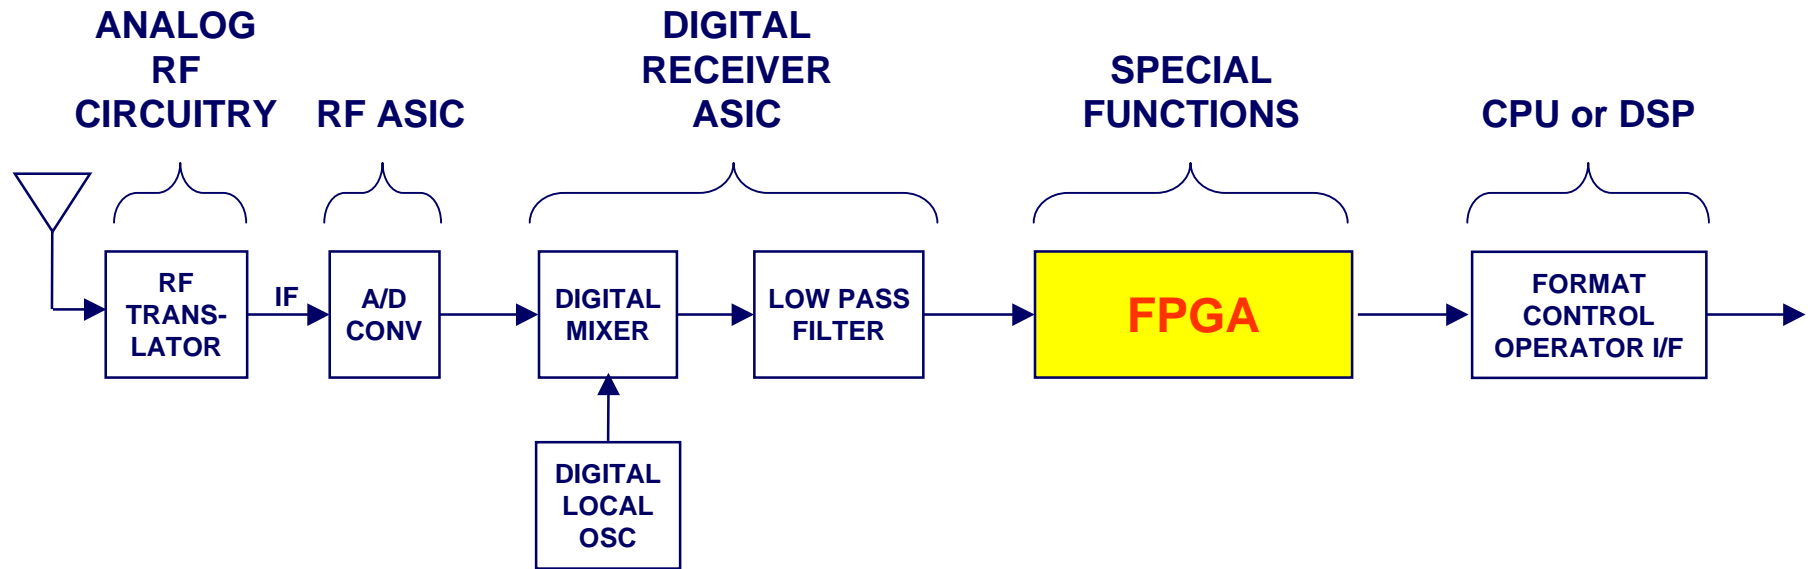 ANALOG
RF
CIRCUITRY
RF ASIC
DIGITAL
RECEIVER
ASIC
SPECIAL
FUNCTIONS
CPU or DSP
RF
TRANS-
LATOR
IF
A/D
CONV
DIGITAL
MIXER
LOW PASS
FILTER
FPGA
FORMAT
CONTROL
OPERATOR I/F
DIGITAL
LOCAL
OSC